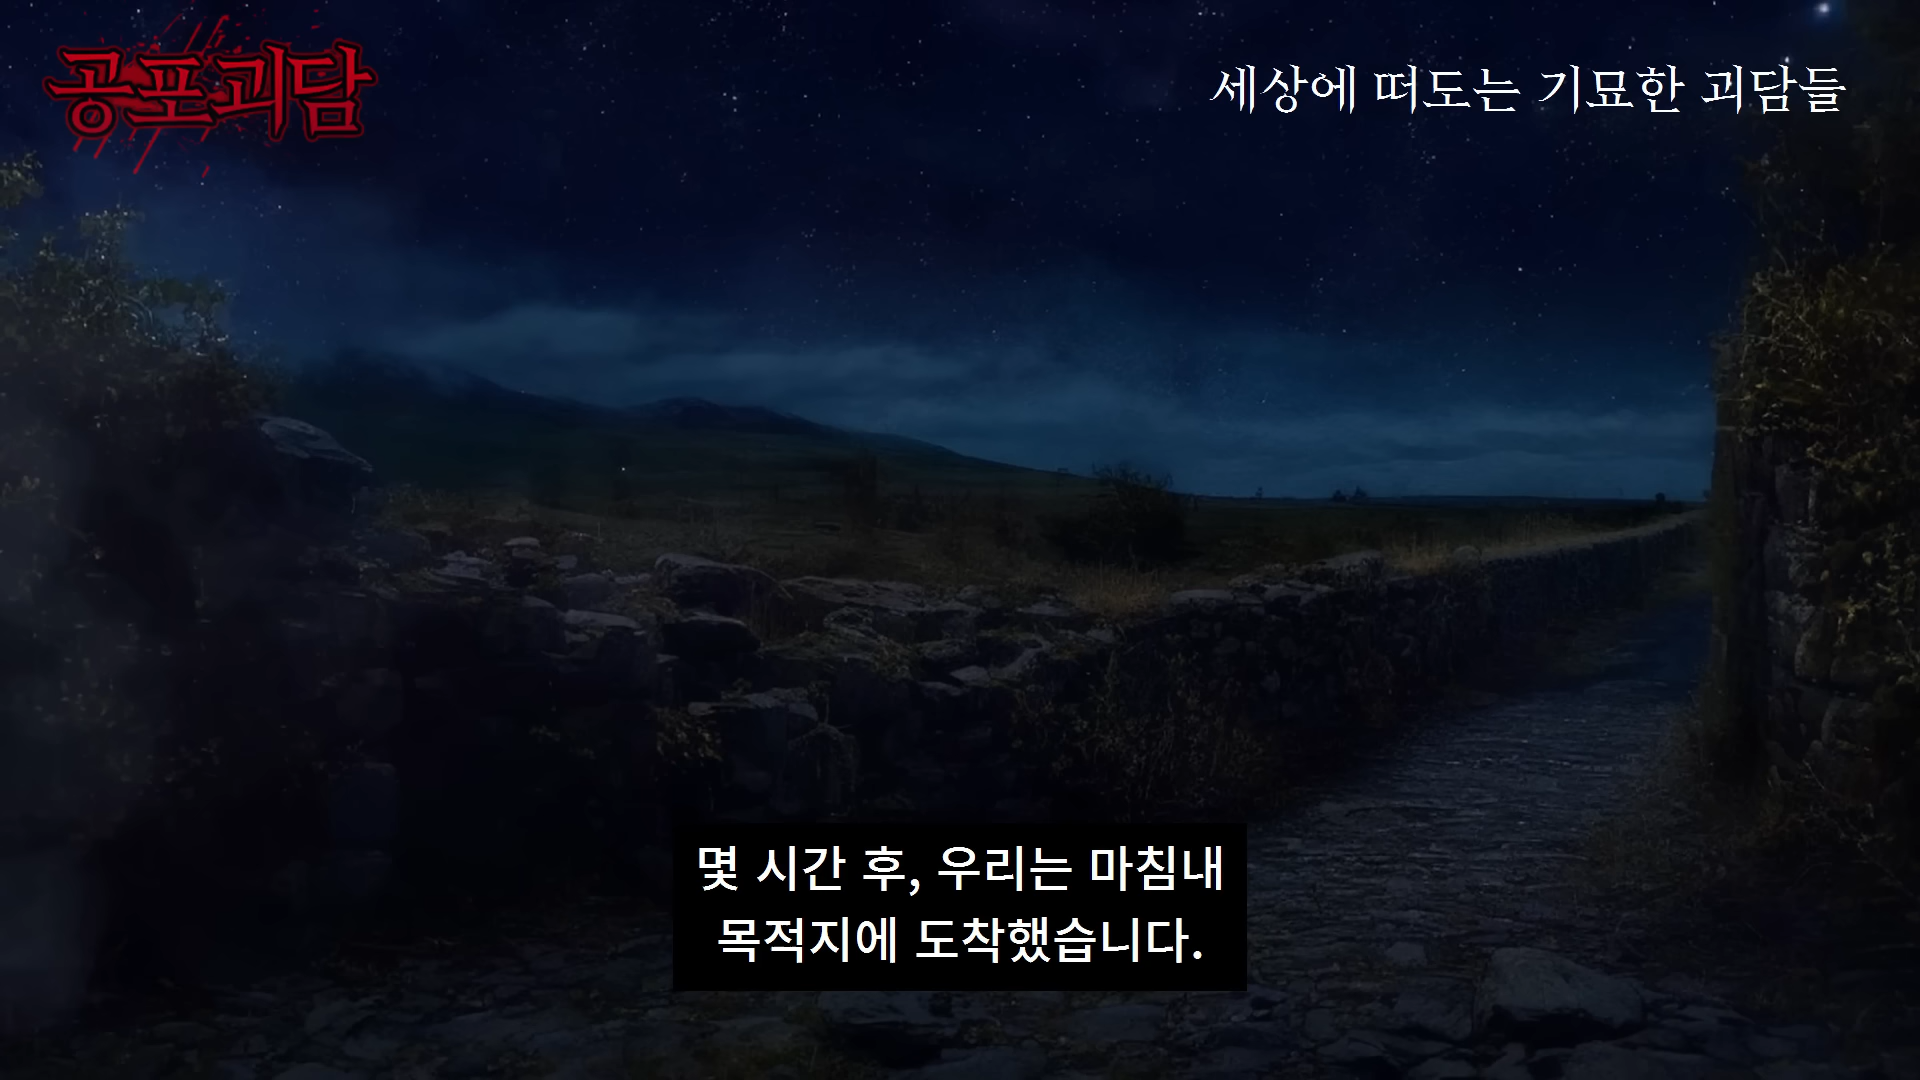 공포괴담
세상에 떠도는 기묘한 괴담들
몇 시간 후, 우리는 마침내
목적지에 도착했습니다.